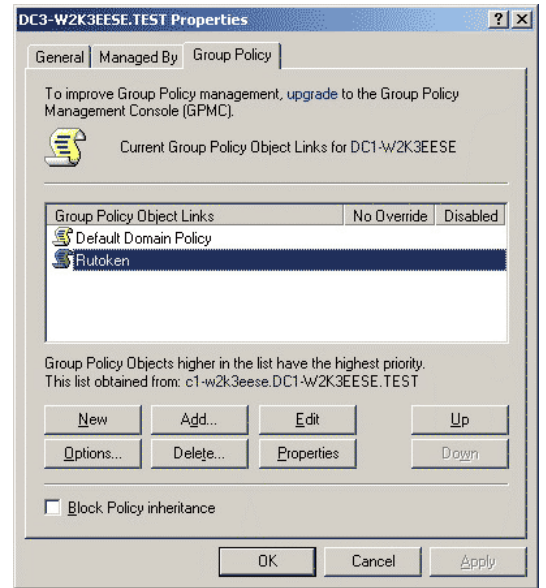 DC3-W2K3EESE.TEST Properties
General Managed By Group Policy
To improve Group Policy management, upgrade to the Group Policy
Management Console (GPMC).
Current Group Policy Object Links for DC1-W2K3EESE
Group Policy Object Links No Override Disabled
Default Domain Policy
Rutoken
Group Policy Objects higher in the list have the highest priority.
This list obtained from: c1-w2k3eese.DC1-W2K3EESE.TEST
New Add... Edit Up
Options... Delete... Properties Down
Block Policy inheritance
OK Cancel Apply